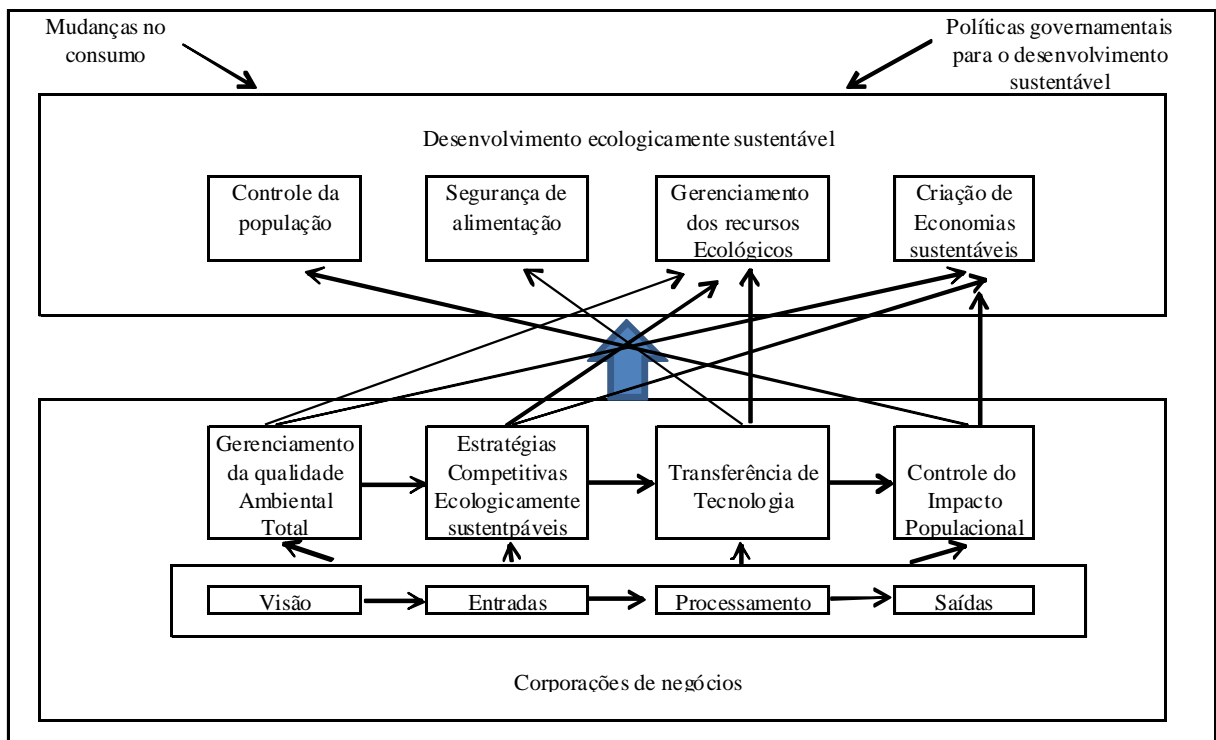 Mudanças no
consumo
Políticas governamentais
para o desenvolvimento
sustentável
Desenvolvimento ecologicamente sustentável
Controle da
população
Segurança de
alimentação
Gerenciamento
dos recursos
Ecológicos
Criação de
Economias
sustentáveis
Gerenciamento
da qualidade
Ambiental
Total
Estratégias
Competitivas
Ecologicamente
sustentpáveis
Transferência de
Tecnologia
Controle do
Impacto
Populacional
Visão
Entradas
Processamento
Saídas
Corporações de negócios